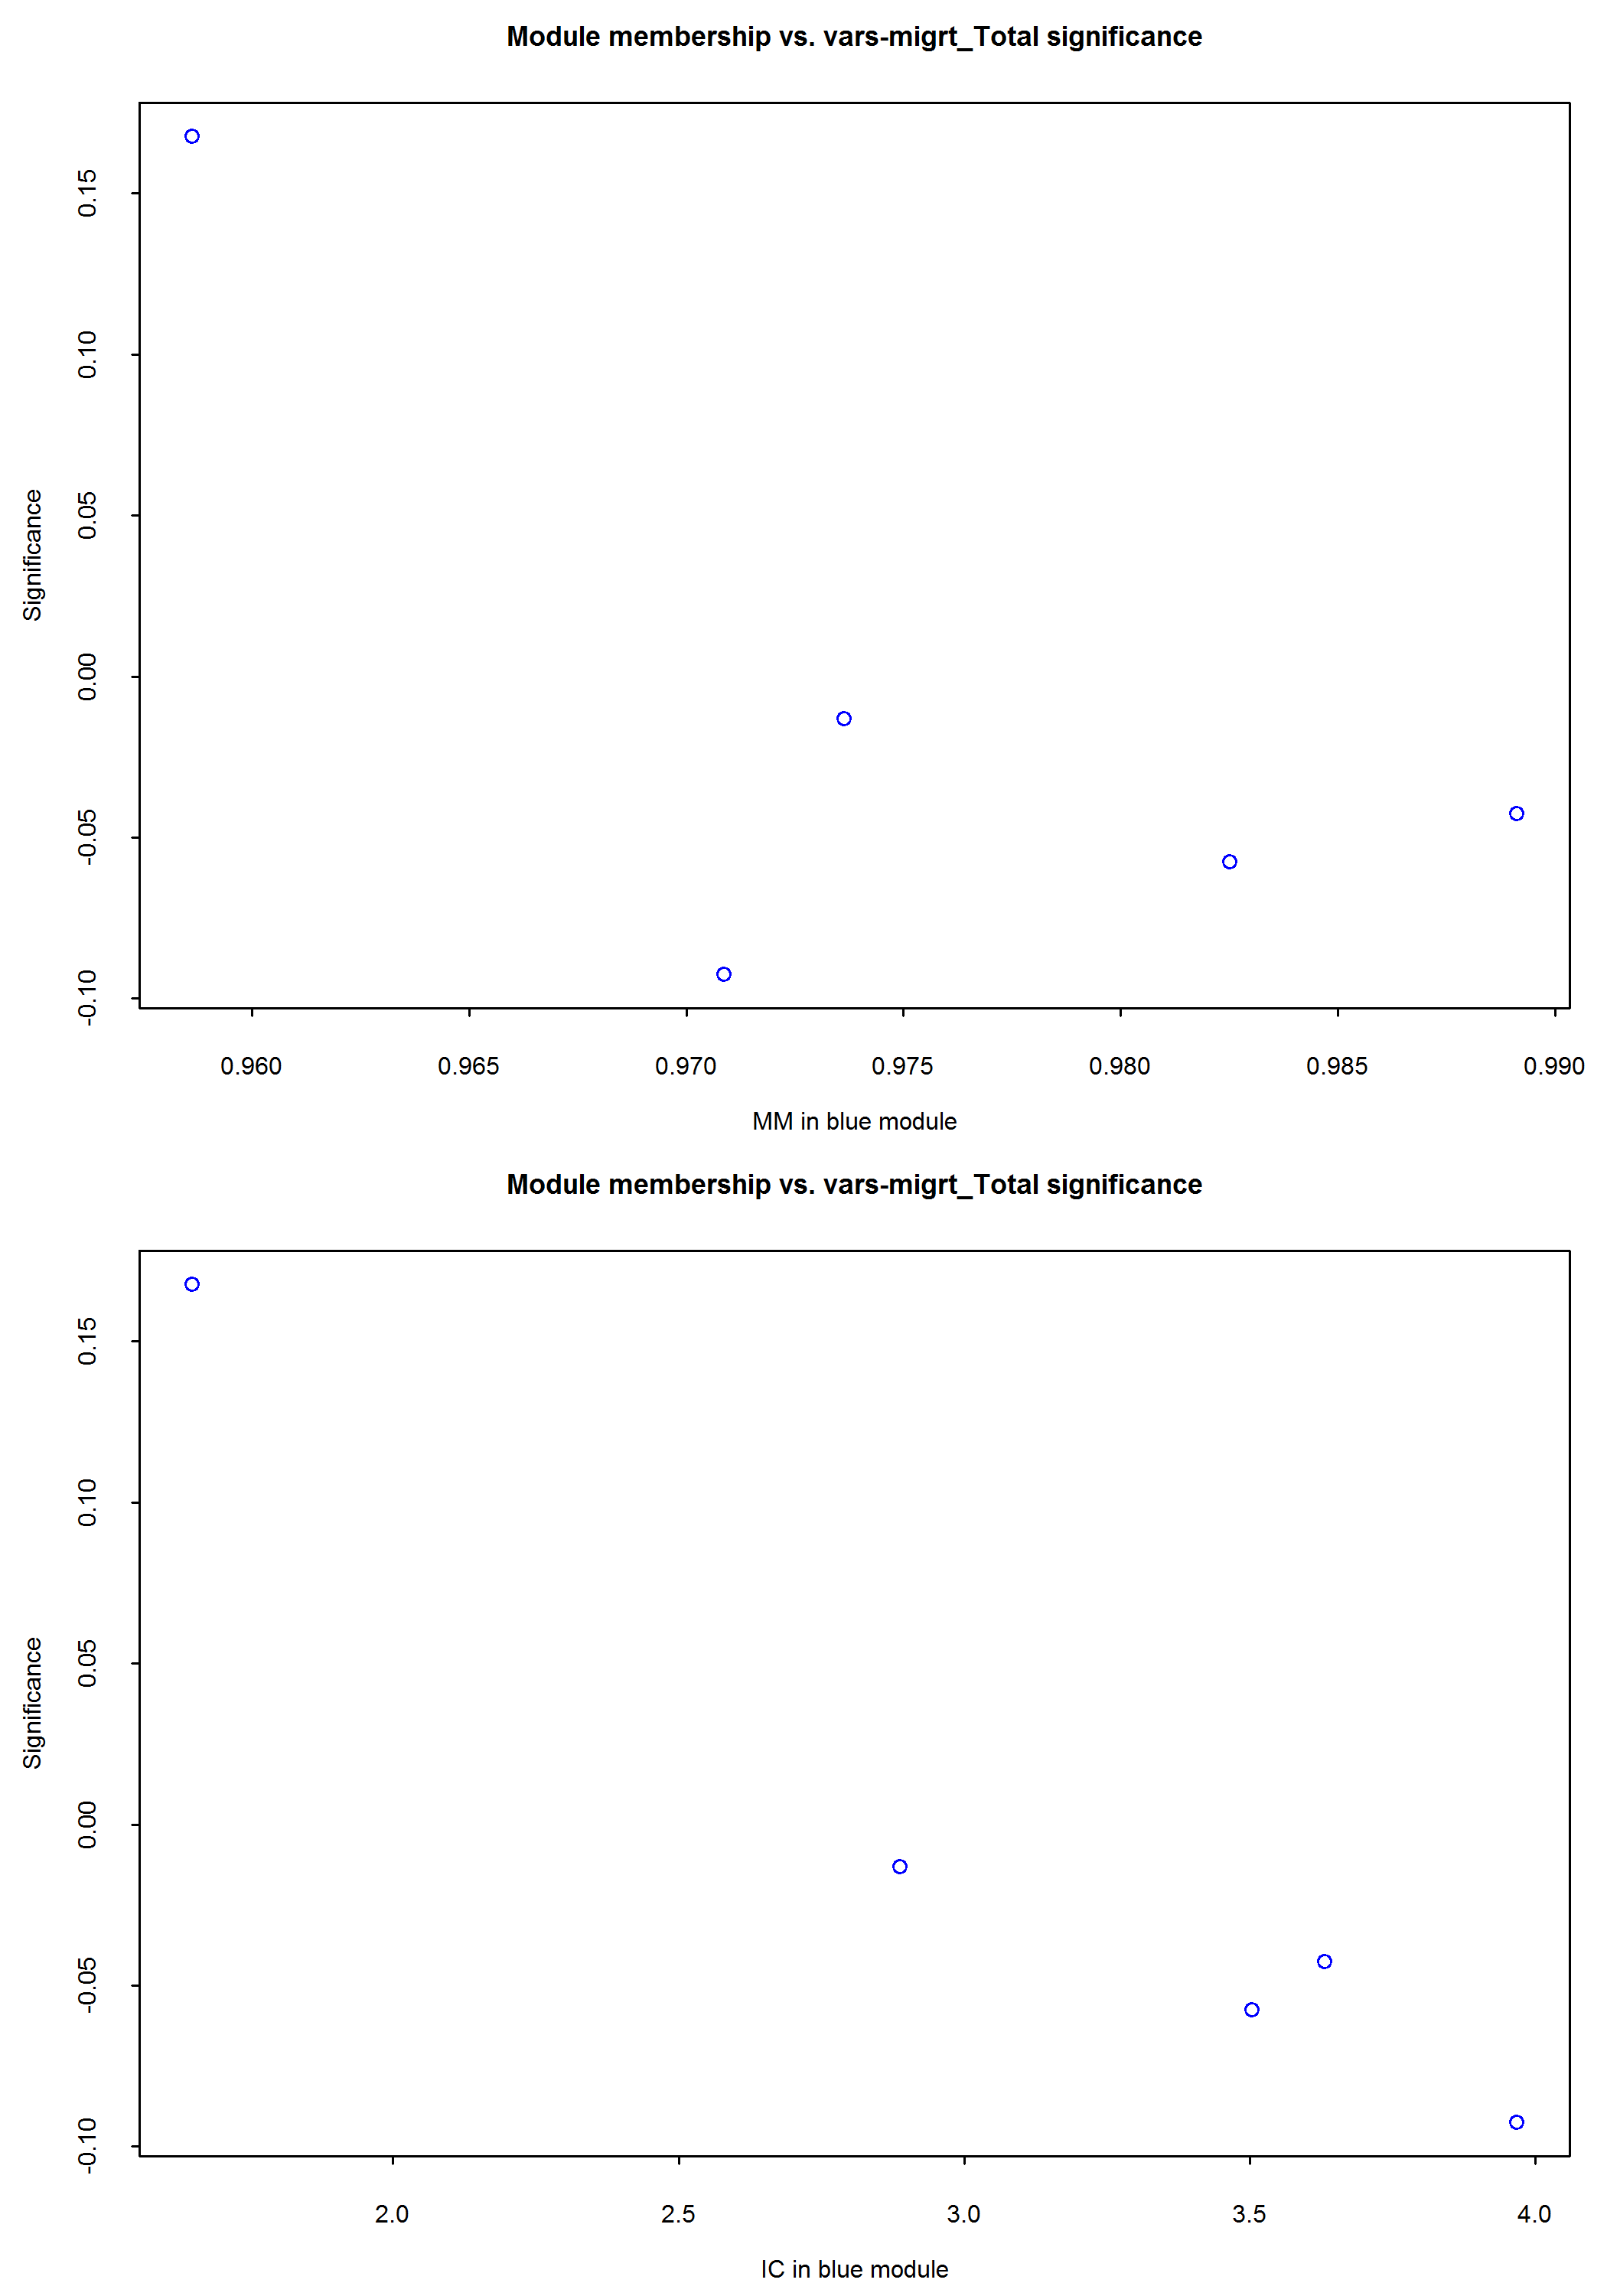 Module membership vs. vars-migrt_Total significance
0.15
0.10
0.05
0.00
-0.05
-0.10
Significance
0.960 0.965 0.970 0.975 0.980 0.985 0.990
MM in blue module
Module membership vs. vars-migrt_Total significance
0.15
0.10
0.05
0.00
-0.05
-0.10
Significance
2.0 2.5 3.0 3.5 4.0
IC in blue module